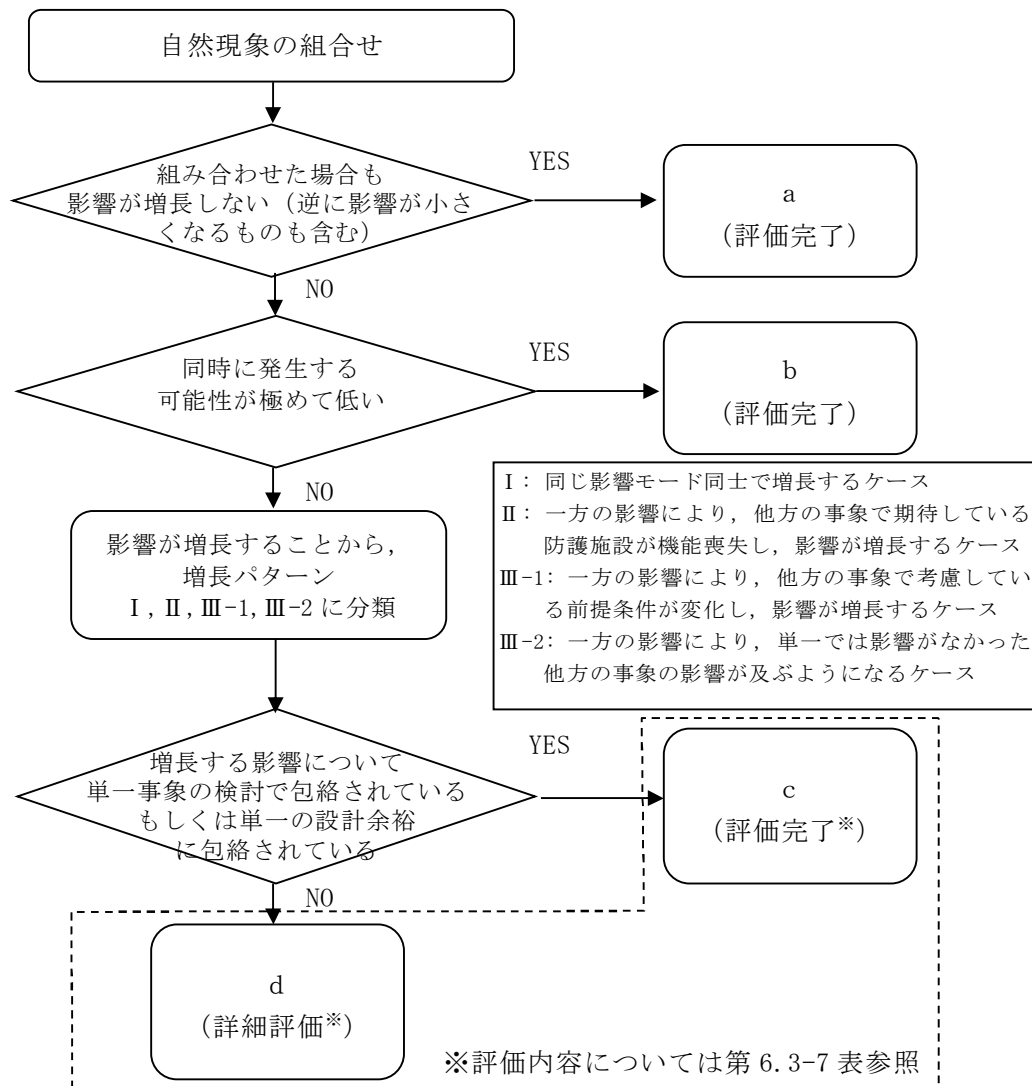 自然現象の組合せ
組み合わせた場合も
影響が増長しない（逆に影響が小さ
くなるものも含む）
YES
a
（評価完了）
NO
同時に発生する
可能性が極めて低い
YES
b
（評価完了）
NO
影響が増長することから，
増長パターン
Ⅰ，Ⅱ，Ⅲ-1，Ⅲ-2 に分類
Ⅰ： 同じ影響モード同士で増長するケース
Ⅱ： 一方の影響により，他方の事象で期待している
防護施設が機能喪失し，影響が増長するケース
Ⅲ-1： 一方の影響により，他方の事象で考慮してい
る前提条件が変化し，影響が増長するケース
Ⅲ-2： 一方の影響により，単一では影響がなかった
他方の事象の影響が及ぶようになるケース
増長する影響について
単一事象の検討で包絡されている
もしくは単一の設計余裕
に包絡されている
YES
c
（評価完了※）
NO
d
（詳細評価※）
※評価内容については第 6.3-7 表参照